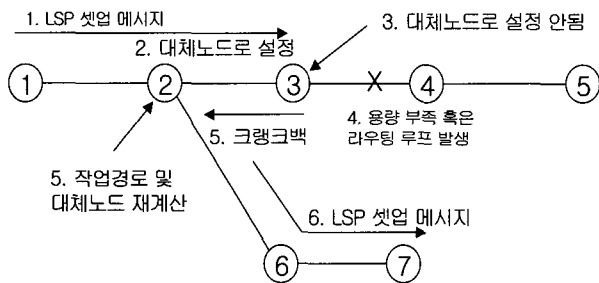 1. LSP 셋업 메시지
2. 대체노드로 설정
3. 대체노드로 설정 안됨
1
2
3
X
4
5
4. 용량 부족 혹은
라우팅 루프 발생
5. 크랭크백
5. 작업경로 및
대체노드 재계산
6. LSP 셋업 메시지
6
7